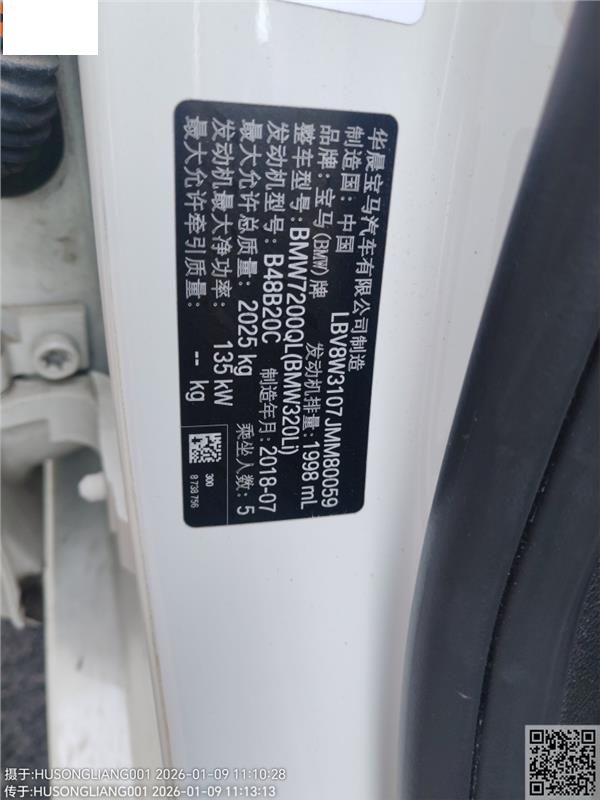 华晨宝马汽车有限公司制造
制造国: 中国 LBV8W3107JMM80059
品牌: 宝马(BMW)牌 发动机排量: 1998 mL
整车型号: BMW7200QL(BMW320Li)
发动机型号: B48B20C 制造年月: 2018-07
最大允许总质量: 2025 kg 乘坐人数: 5
发动机最大净功率: 135 kW
最大允许牵引质量: -- kg
300
8 738 756
摄于:HUSONGLIANG001 2026-01-09 11:10:28
传于:HUSONGLIANG001 2026-01-09 11:13:13